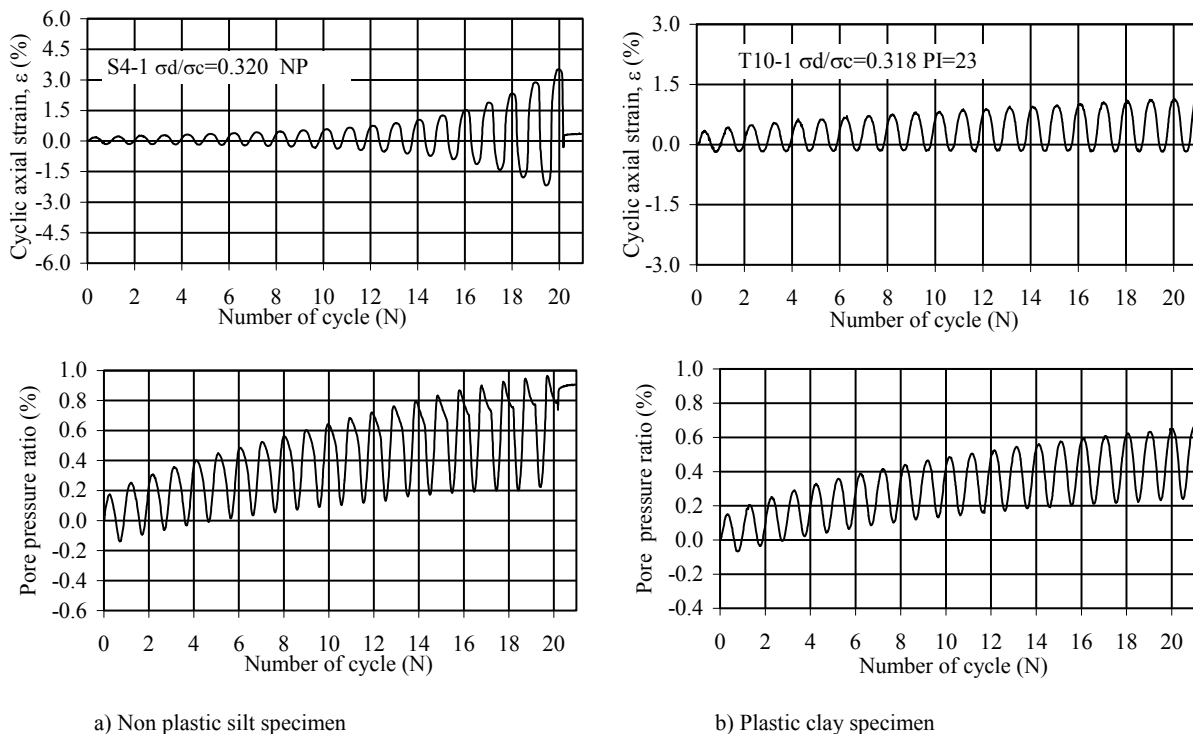 Cyclic axial strain, ε (%)
6.0
4.5
3.0
1.5
0.0
-1.5
-3.0
-4.5
-6.0
S4-1 σd/σc=0.320 NP
0 2 4 6 8 10 12 14 16 18 20
Number of cycle (N)
Cyclic axial strain, ε (%)
3.0
1.5
0.0
-1.5
-3.0
T10-1 σd/σc=0.318 PI=23
0 2 4 6 8 10 12 14 16 18 20
Number of cycle (N)
Pore pressure ratio (%)
1.0
0.8
0.6
0.4
0.2
0.0
-0.2
-0.4
-0.6
0 2 4 6 8 10 12 14 16 18 20
Number of cycle (N)
Pore pressure ratio (%)
1.0
0.8
0.6
0.4
0.2
0.0
-0.2
-0.4
0 2 4 6 8 10 12 14 16 18 20
Number of cycle (N)
a) Non plastic silt specimen
b) Plastic clay specimen